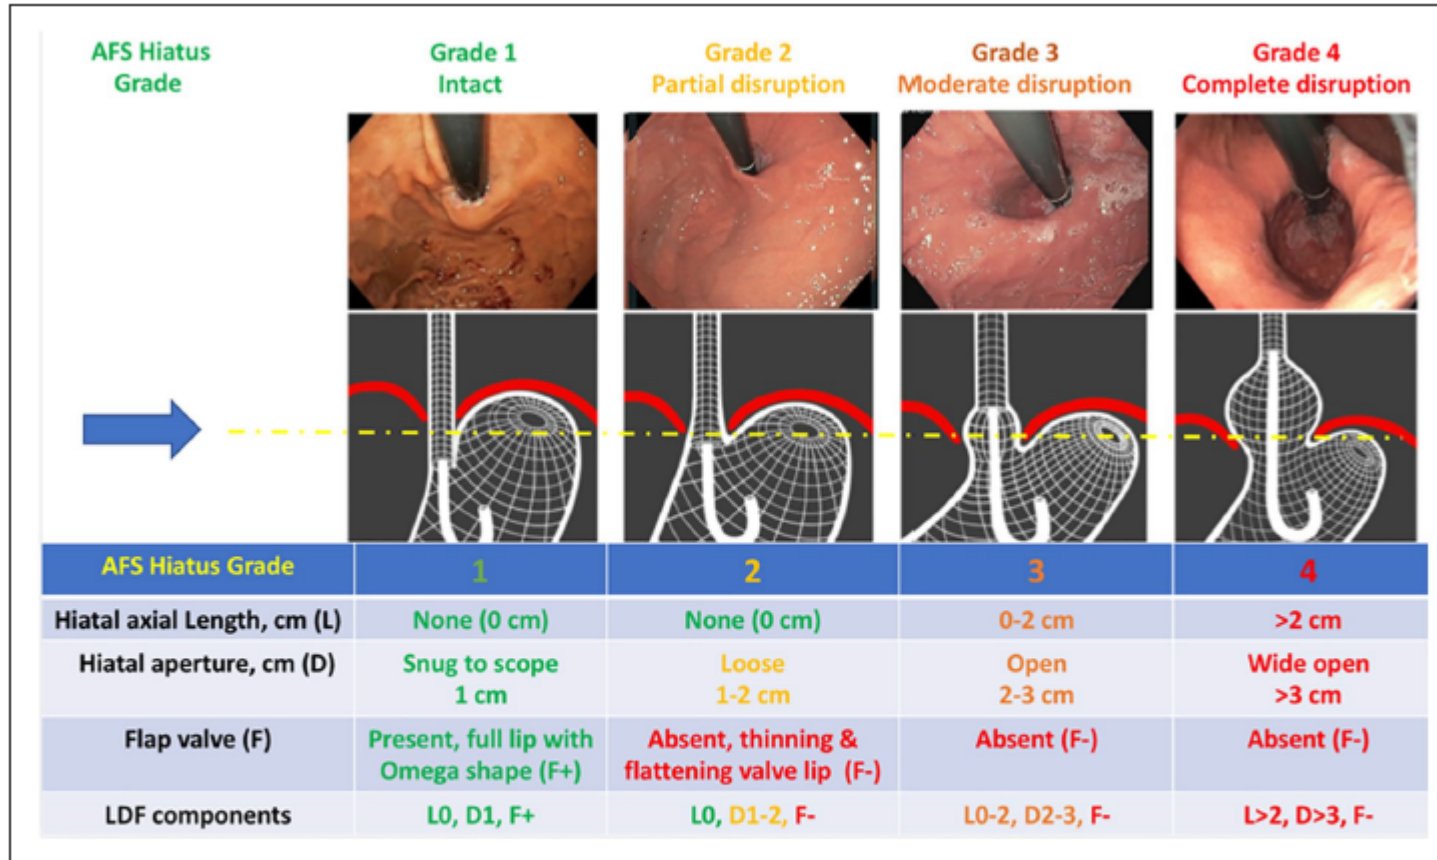 AFS Hiatus
Grade
Grade 1
Intact
Grade 2
Partial disruption
Grade 3
Moderate disruption
Grade 4
Complete disruption
AFS Hiatus Grade
1
2
3
4
Hiatal axial Length, cm (L)
None (0 cm)
None (0 cm)
0-2 cm
>2 cm
Hiatal aperture, cm (D)
Snug to scope
1 cm
Loose
1-2 cm
Open
2-3 cm
Wide open
>3 cm
Flap valve (F)
Present, full lip with
Omega shape (F+)
Absent, thinning &
flattening valve lip (F-)
Absent (F-)
Absent (F-)
LDF components
L0, D1, F+
L0, D1-2, F-
L0-2, D2-3, F-
L>2, D>3, F-